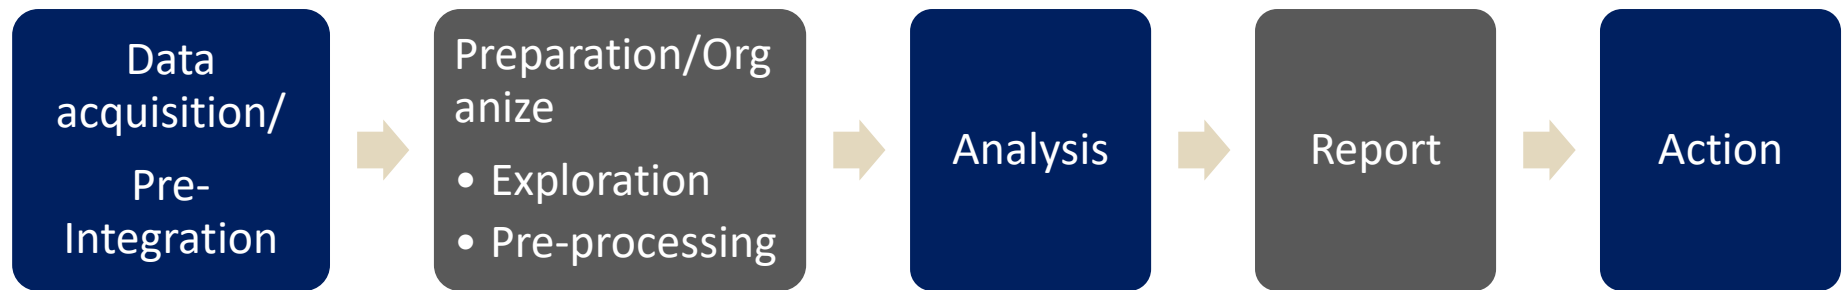 Data
acquisition/
Pre-
Integration
Preparation/Org
anize
• Exploration
• Pre-processing
Analysis
Report
Action